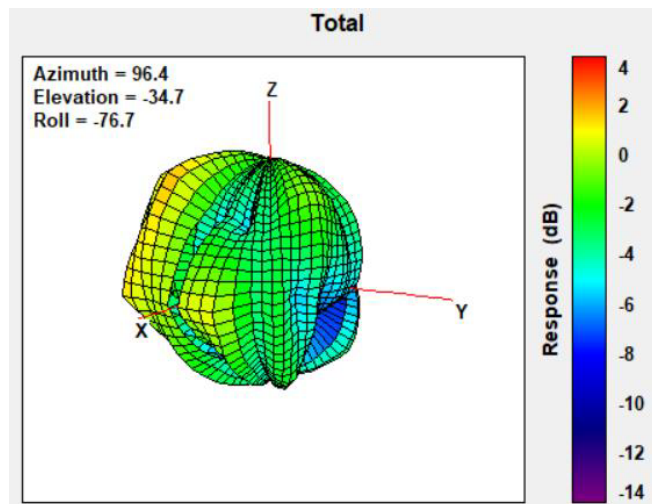 Total
Azimuth = 96.4
Elevation = -34.7
Roll = -76.7
Z
X
Y
Response (dB)
4
2
0
-2
-4
-6
-8
-10
-12
-14